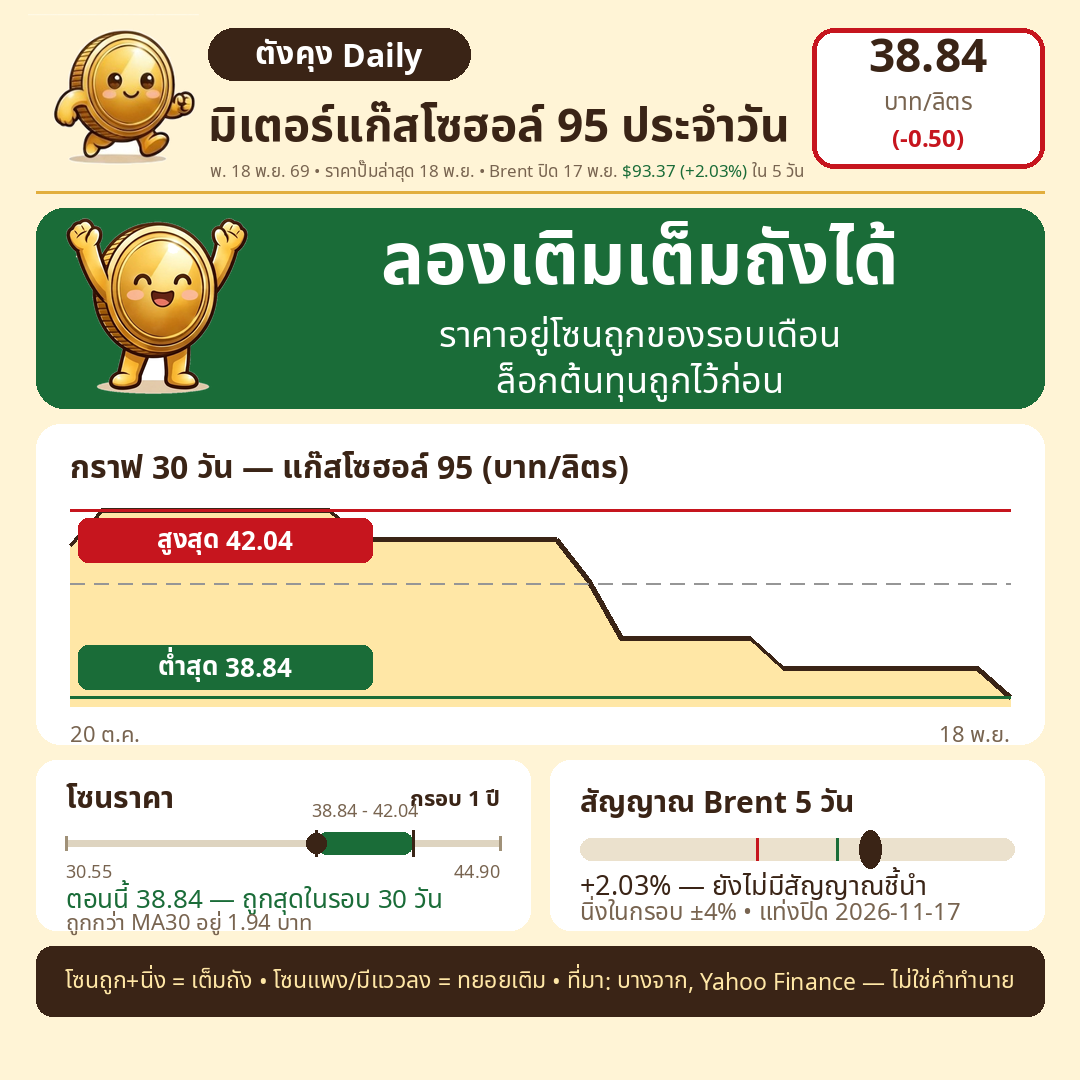 ตังคุง Daily
มิเตอร์แก๊สโซฮอล์ 95 ประจำวัน
พ. 18 พ.ย. 69 • ราคาปั๊มล่าสุด 18 พ.ย. • Brent ปิด 17 พ.ย. $93.37 (+2.03%) ใน 5 วัน
38.84
บาท/ลิตร
(-0.50)
ลองเติมเต็มถังได้
ราคาอยู่โซนถูกของรอบเดือน
ล็อกต้นทุนถูกไว้ก่อน
กราฟ 30 วัน — แก๊สโซฮอล์ 95 (บาท/ลิตร)
สูงสุด 42.04
ต่ำสุด 38.84
20 ต.ค.
18 พ.ย.
โซนราคา
กรอบ 1 ปี
38.84 - 42.04
30.55
44.90
ตอนนี้ 38.84 — ถูกสุดในรอบ 30 วัน
ถูกกว่า MA30 อยู่ 1.94 บาท
สัญญาณ Brent 5 วัน
+2.03% — ยังไม่มีสัญญาณชี้นำ
นิ่งในกรอบ ±4% • แท่งปิด 2026-11-17
โซนถูก+นิ่ง = เต็มถัง • โซนแพง/มีแววลง = ทยอยเติม • ที่มา: บางจาก, Yahoo Finance — ไม่ใช่คำทำนาย